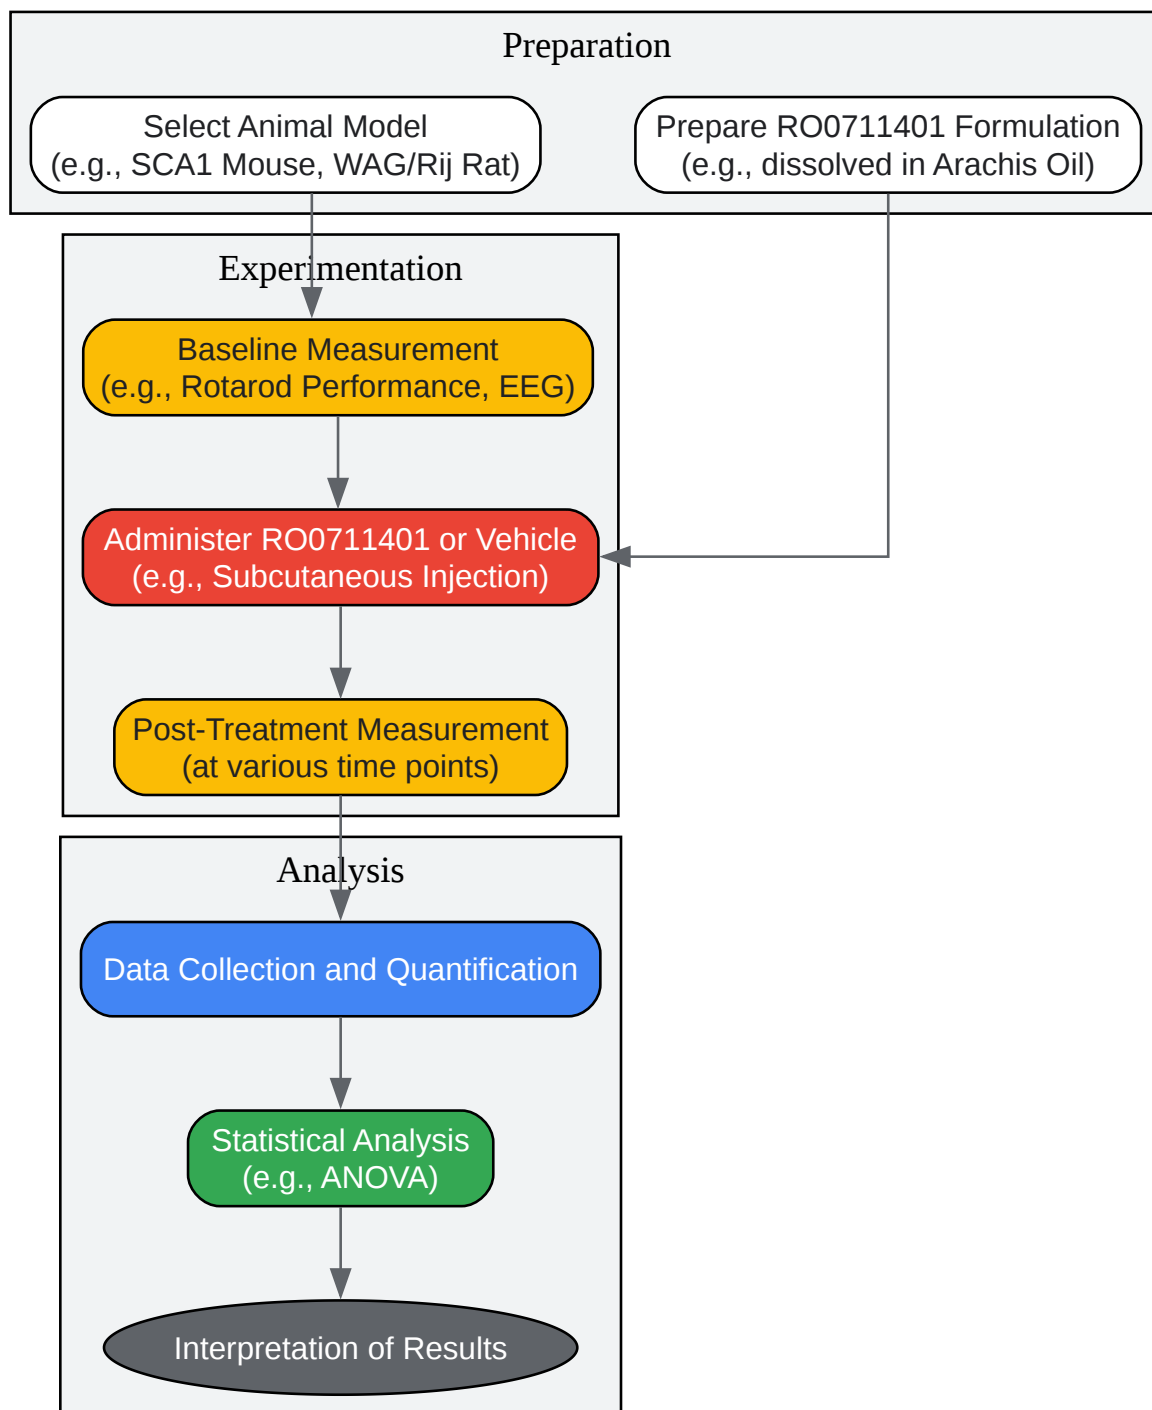 Preparation
Select Animal Model
(e.g., SCA1 Mouse, WAG/Rij Rat)
Prepare RO0711401 Formulation
(e.g., dissolved in Arachis Oil)
Experimentation
Baseline Measurement
(e.g., Rotarod Performance, EEG)
Administer RO0711401 or Vehicle
(e.g., Subcutaneous Injection)
Post-Treatment Measurement
(at various time points)
Analysis
Data Collection and Quantification
Statistical Analysis
(e.g., ANOVA)
Interpretation of Results